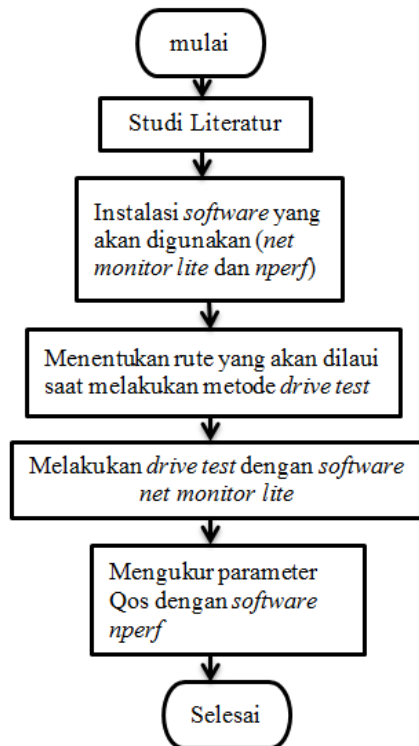 mulai
Studi Literatur
Instalasi software yang
akan digunakan (net
monitor lite dan nperf)
Menentukan rute yang akan dilaui
saat melakukan metode drive test
Melakukan drive test dengan software
net monitor lite
Mengukur parameter
Qos dengan software
nperf
Selesai